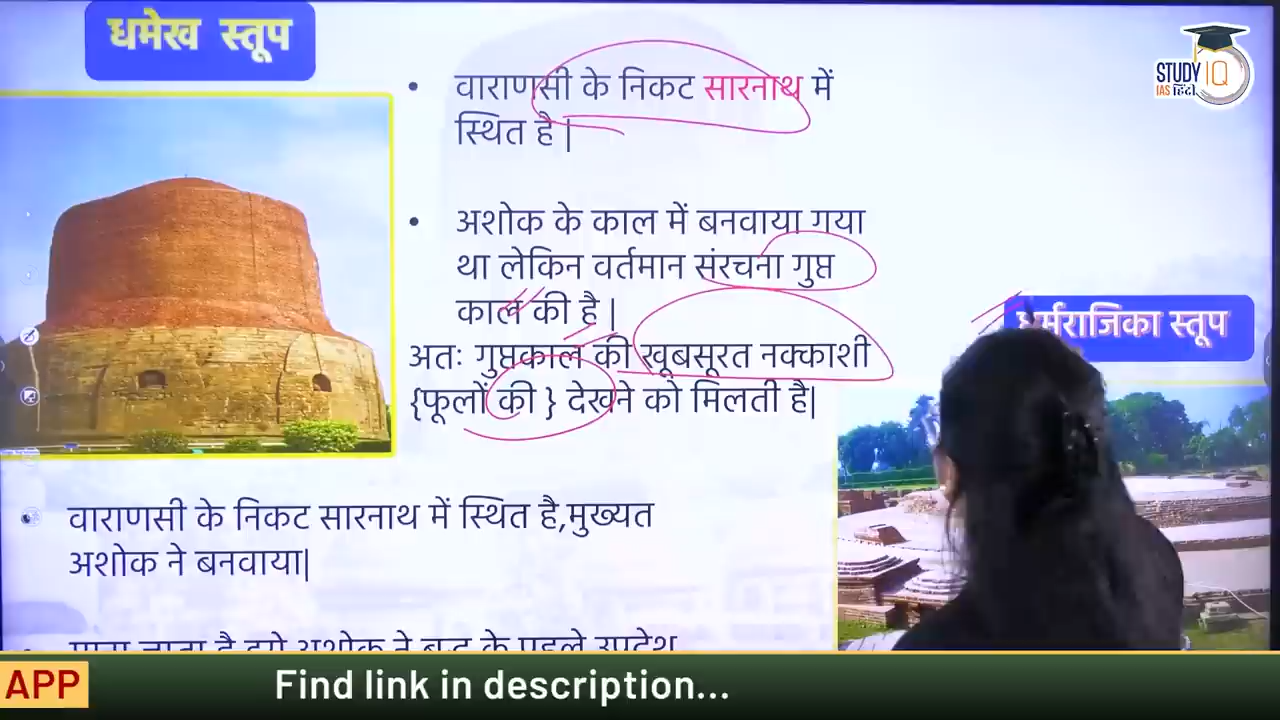 धमेख स्तूप
STUDY IQ
IAS हिंदी
• वाराणसी के निकट सारनाथ में
स्थित है |
• अशोक के काल में बनवाया गया
था लेकिन वर्तमान संरचना गुप्त
काल की है |
अतः गुप्तकाल की खूबसूरत नक्काशी
{फूलों की } देखने को मिलती है|
धर्मराजिका स्तूप
वाराणसी के निकट सारनाथ में स्थित है,मुख्यत
अशोक ने बनवाया|
APP
Find link in description...